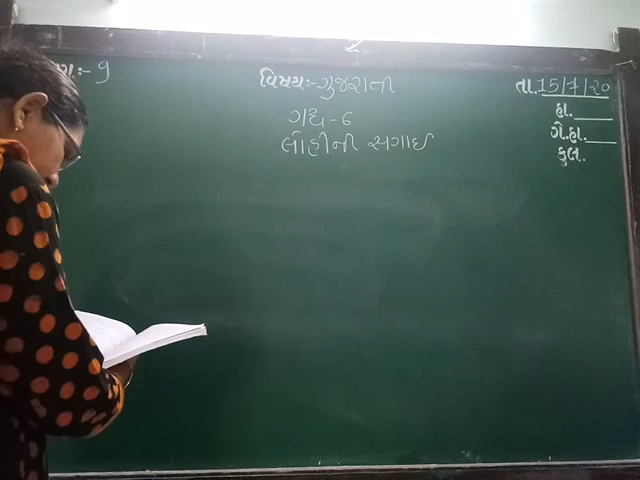 ણ:- 9
વિષય:- ગુજરાતી
તા. 15/7/20
ગદ્ય - 6
લોહીની સગાઈ
હા.
ગે.હા.
કુલ.